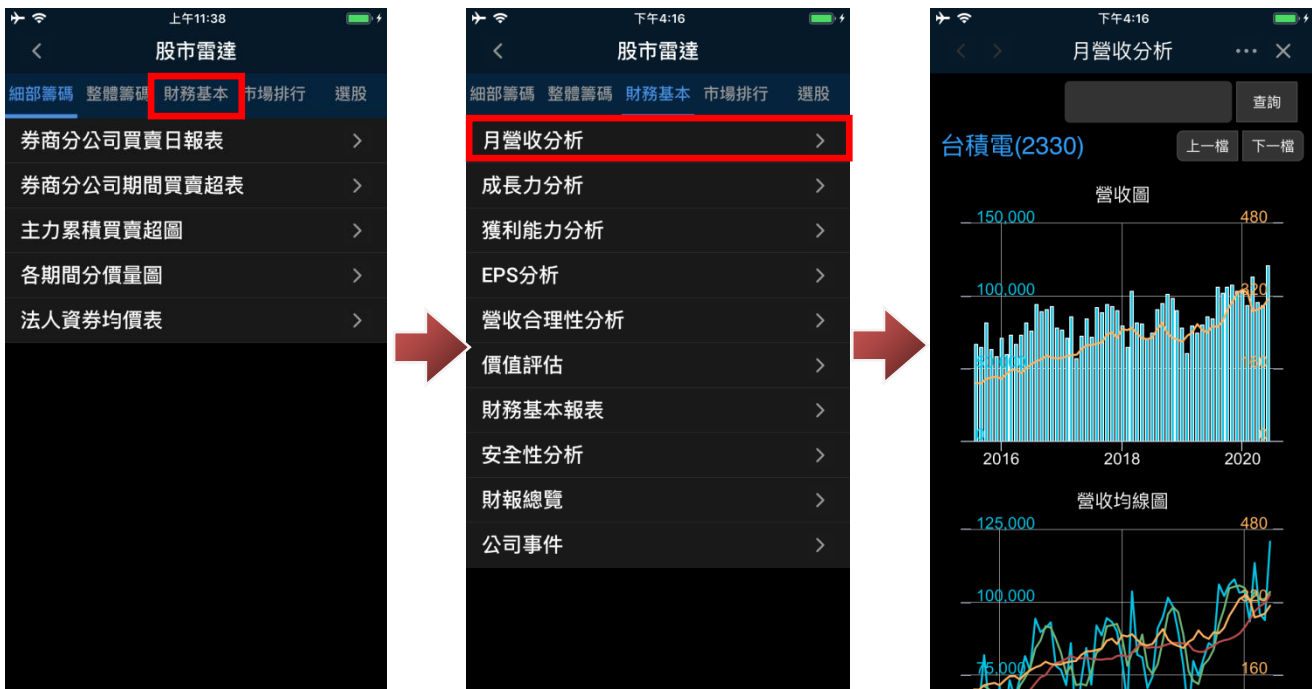 上午11:38
股市雷達
細部籌碼 整體籌碼 財務基本 市場排行 選股
券商分公司買賣日報表
券商分公司期間買賣超表
主力累積買賣超圖
各期間分價量圖
法人資券均價表
下午4:16
股市雷達
細部籌碼 整體籌碼 財務基本 市場排行 選股
月營收分析
成長力分析
獲利能力分析
EPS分析
營收合理性分析
價值評估
財務基本報表
安全性分析
財報總覽
公司事件
下午4:16
月營收分析
查詢
台積電(2330) 上一檔 下一檔
營收圖
150,000 480
100,000 320
160
0 0
2016 2018 2020
營收均線圖
125,000 480
100,000 320
75,000 160